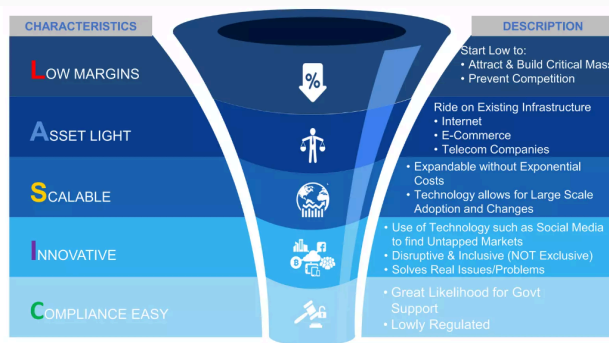 CHARACTERISTICS
DESCRIPTION
LOW MARGINS
%
Start Low to:
• Attract & Build Critical Mass
• Prevent Competition
ASSET LIGHT
Ride on Existing Infrastructure
• Internet
• E-Commerce
• Telecom Companies
SCALABLE
• Expandable without Exponential
Costs
• Technology allows for Large Scale
Adoption and Changes
INNOVATIVE
• Use of Technology such as Social Media
to find Untapped Markets
• Disruptive & Inclusive (NOT Exclusive)
• Solves Real Issues/Problems
COMPLIANCE EASY
• Great Likelihood for Govt
Support
• Lowly Regulated